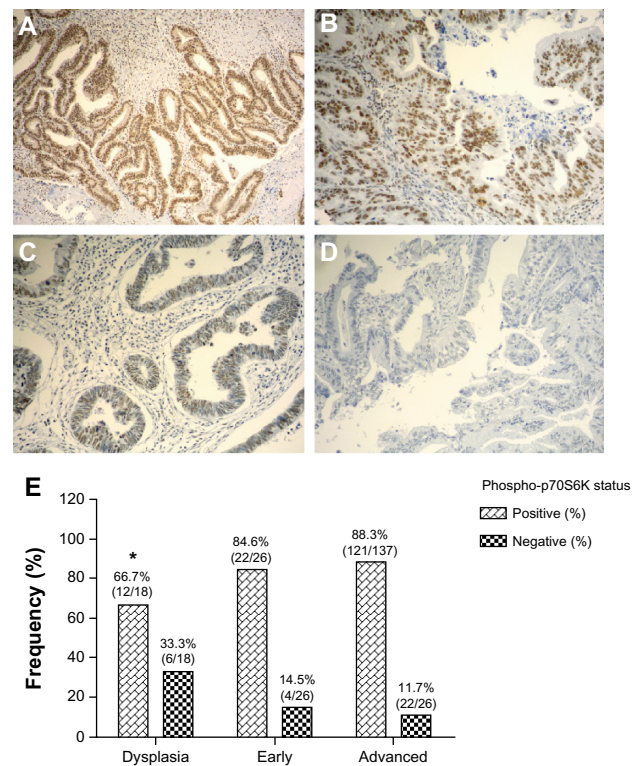 A
B
C
D
E
Phospho-p70S6K status
Positive (%)
Negative (%)
Frequency (%)
120
100
80
60
40
20
0
*
66.7%
(12/18)
33.3%
(6/18)
84.6%
(22/26)
14.5%
(4/26)
88.3%
(121/137)
11.7%
(22/26)
Dysplasia
Early
Advanced